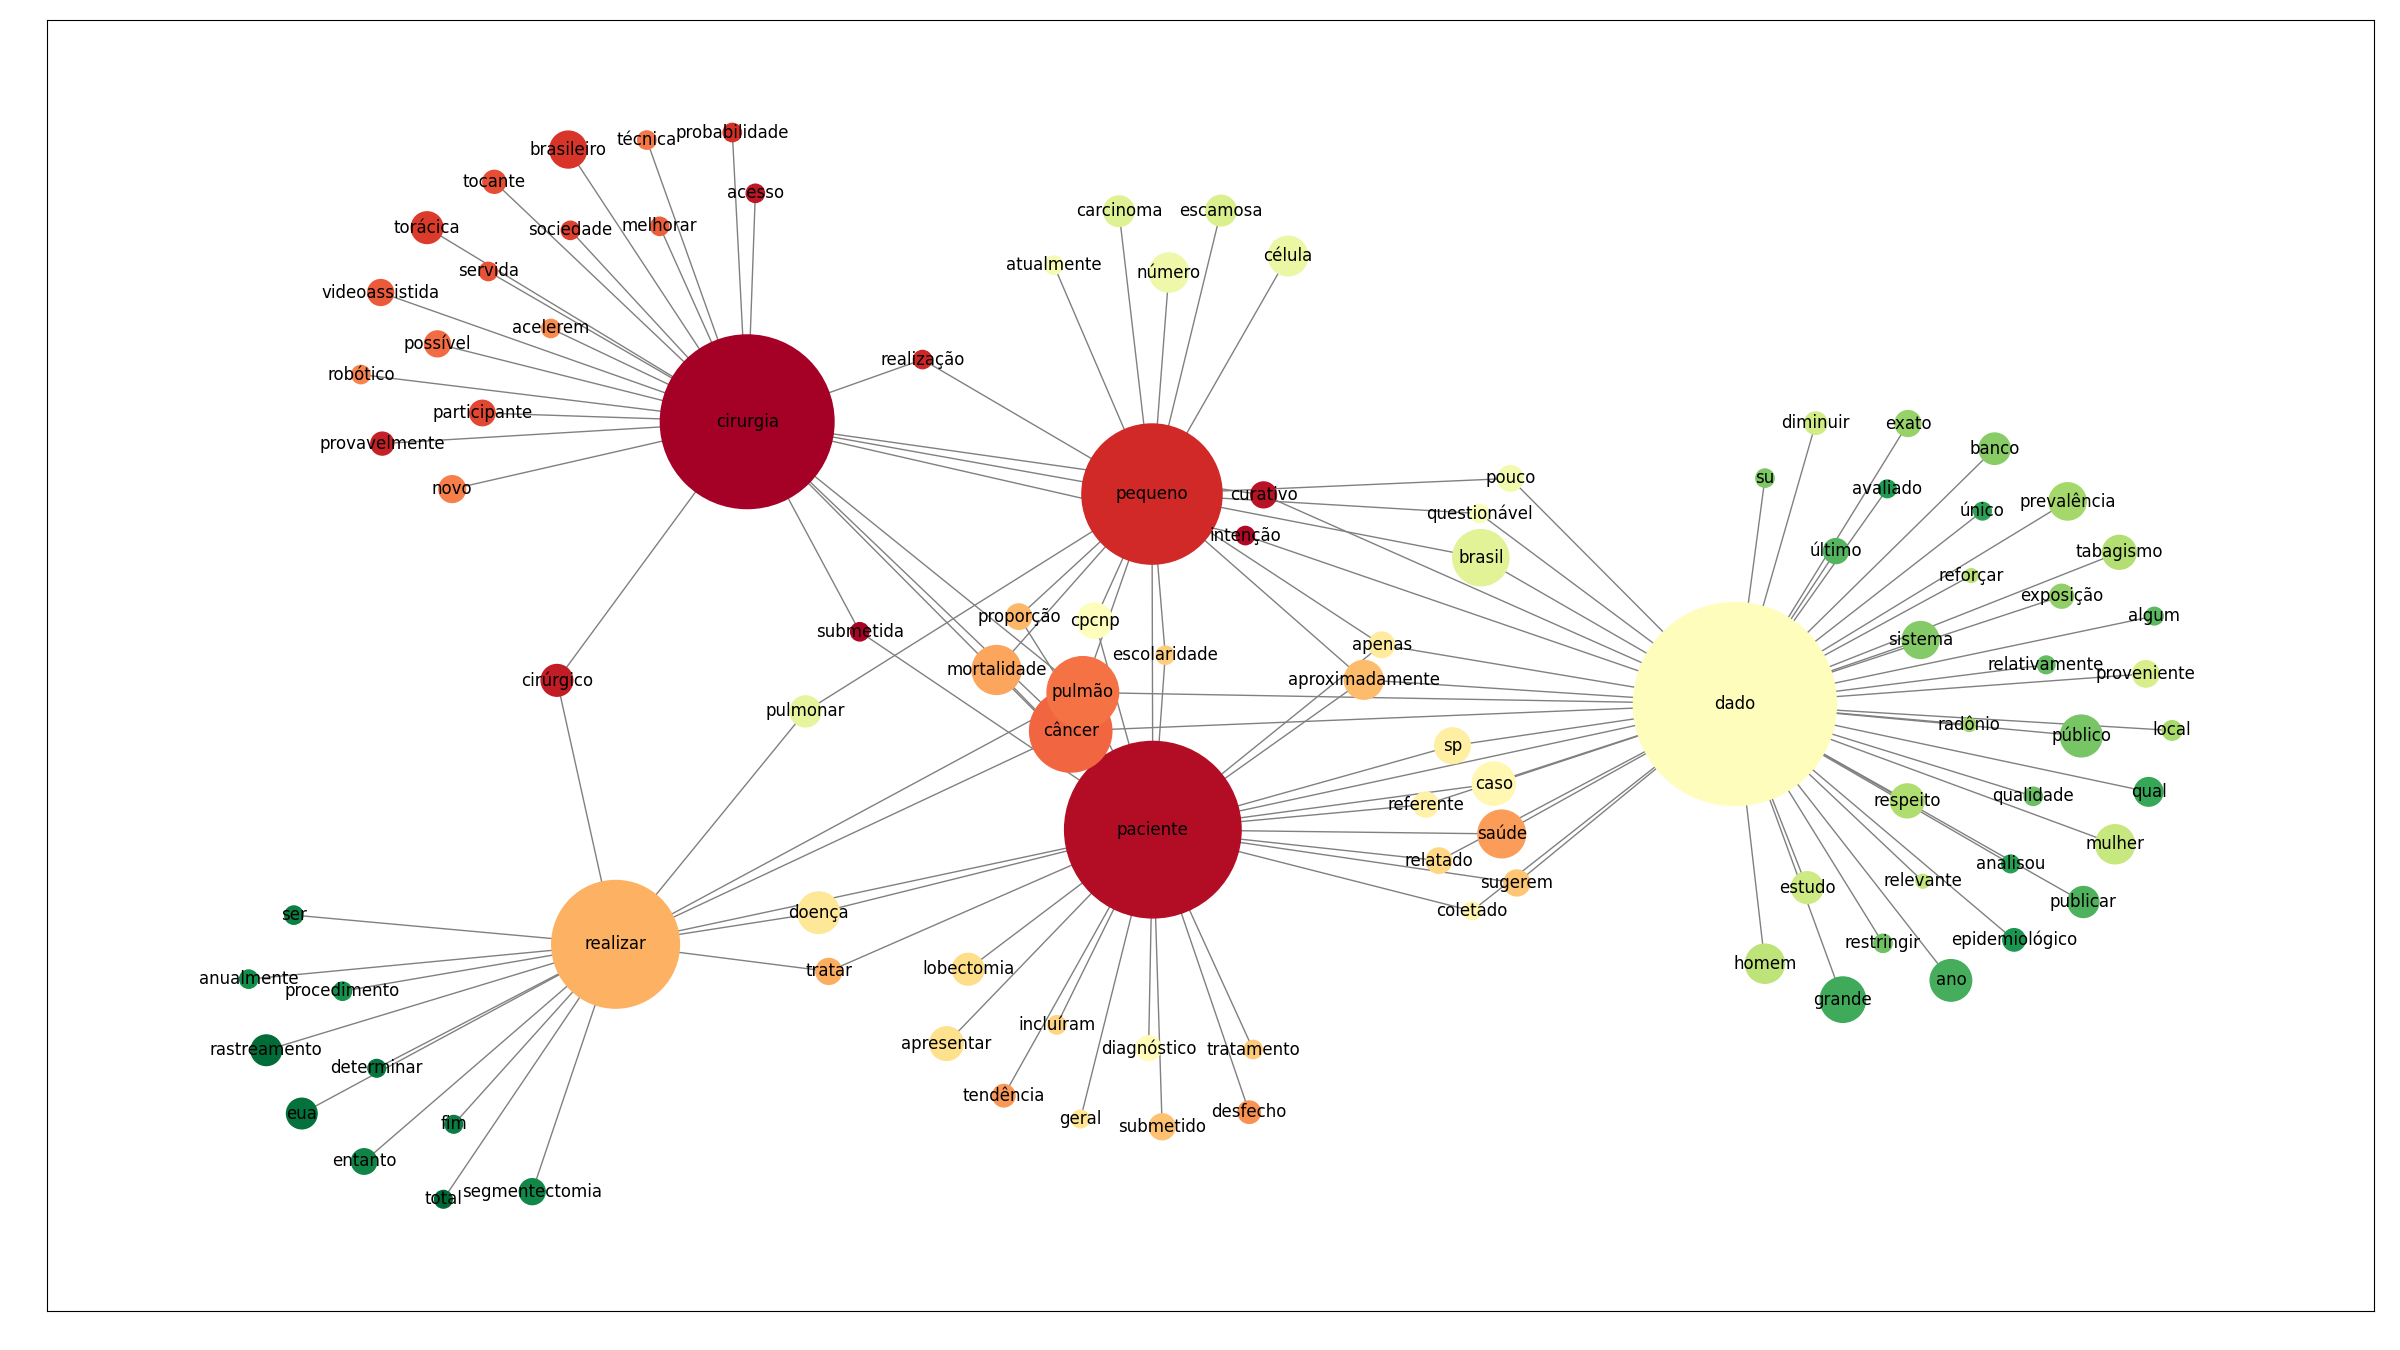 probabilidade
técnica
brasileiro
tocante
acesso
torácica
sociedade
melhorar
servida
videoassistida
acelerem
possível
robótico
participante
provavelmente
novo
cirurgia
realização
carcinoma
escamosa
célula
atualmente
número
pequeno
curativo
intenção
pouco
questionável
brasil
diminuir
exato
banco
su
avaliado
prevalência
único
último
tabagismo
reforçar
exposição
algum
sistema
relativamente
proveniente
dado
radônio
público
local
qualidade
qual
respeito
mulher
analisou
relevante
estudo
publicar
epidemiológico
restringir
homem
ano
grande
submetida
proporção
cpcnp
escolaridade
apenas
mortalidade
pulmão
aproximadamente
cirúrgico
pulmonar
câncer
sp
caso
referente
paciente
saúde
relatado
sugerem
coletado
doença
realizar
tratar
lobectomia
incluíram
apresentar
diagnóstico
tratamento
tendência
geral
submetido
desfecho
ser
anualmente
procedimento
rastreamento
determinar
eua
fim
entanto
total
segmentectomia